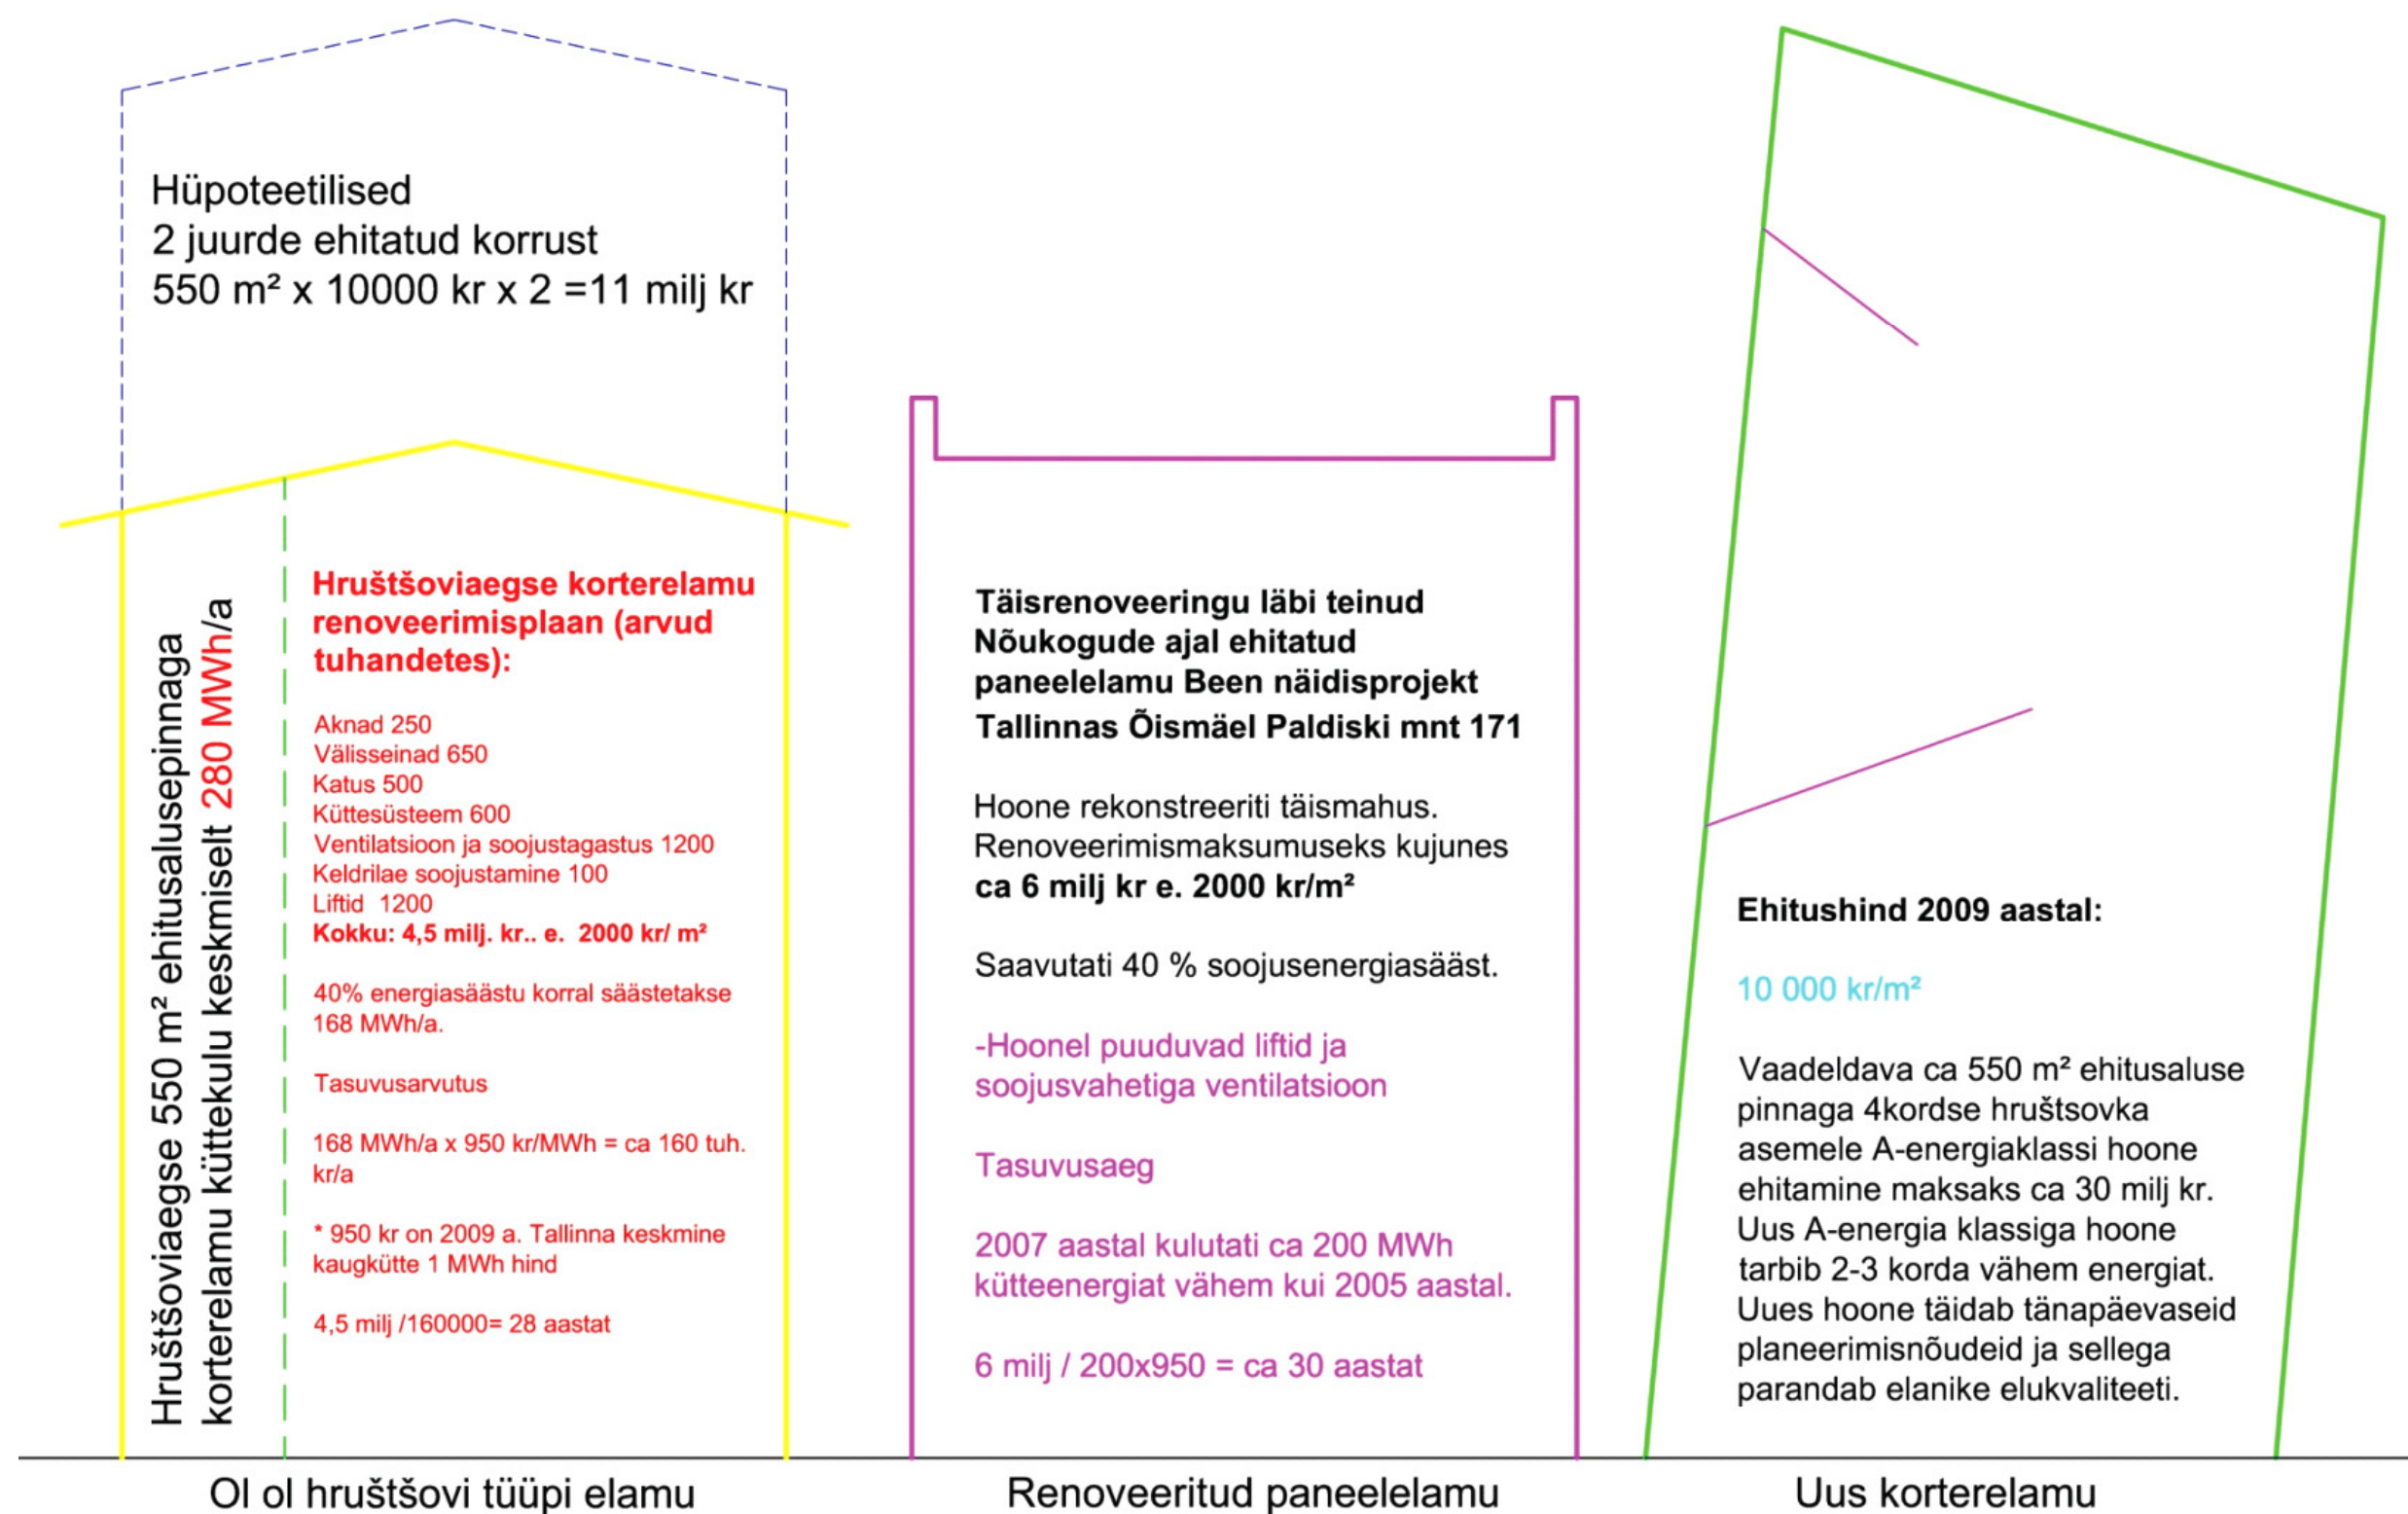 Hüpoteetilised
2 juurde ehitatud korrust
550 m² x 10000 kr x 2 =11 milj kr
Hruštšoviaegse 550 m² ehitusalusepinnaga
korterelamu küttekulu keskmiselt 280 MWh/a
Hruštšoviaegse korterelamu
renoveerimisplaan (arvud
tuhandetes):
Aknad 250
Välisseinad 650
Katus 500
Küttesüsteem 600
Ventilatsioon ja soojustagastus 1200
Keldrilae soojustamine 100
Liftid 1200
Kokku: 4,5 milj. kr.. e. 2000 kr/ m²
40% energiasäästu korral säästetakse
168 MWh/a.
Tasuvusarvutus
168 MWh/a x 950 kr/MWh = ca 160 tuh.
kr/a
* 950 kr on 2009 a. Tallinna keskmine
kaugkütte 1 MWh hind
4,5 milj /160000= 28 aastat
Ol ol hruštšovi tüüpi elamu
Täisrenoveeringu läbi teinud
Nõukogude ajal ehitatud
paneelelamu Been näidisprojekt
Tallinnas Õismäel Paldiski mnt 171
Hoone rekonstreeriti täismahus.
Renoveerimismaksumuseks kujunes
ca 6 milj kr e. 2000 kr/m²
Saavutati 40 % soojusenergiasääst.
-Hoonel puuduvad liftid ja
soojusvahetiga ventilatsioon
Tasuvusaeg
2007 aastal kulutati ca 200 MWh
kütteenergiat vähem kui 2005 aastal.
6 milj / 200x950 = ca 30 aastat
Renoveeritud paneelelamu
Ehitushind 2009 aastal:
10 000 kr/m²
Vaadeldava ca 550 m² ehitusaluse
pinnaga 4kordse hruštsovka
asemele A-energiaklassi hoone
ehitamine maksaks ca 30 milj kr.
Uus A-energia klassiga hoone
tarbib 2-3 korda vähem energiat.
Uues hoone täidab tänapäevaseid
planeerimisnõudeid ja sellega
parandab elanike elukvaliteeti.
Uus korterelamu